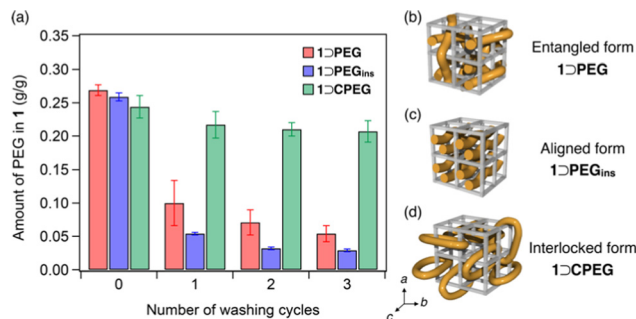 (a)
0.35
0.30
0.25
0.20
0.15
0.10
0.05
0.00
Amount of PEG in 1 (g/g)
1⊃PEG
1⊃PEGins
1⊃CPEG
0 1 2 3
Number of washing cycles
(b)
Entangled form
1⊃PEG
(c)
Aligned form
1⊃PEGins
(d)
Interlocked form
1⊃CPEG
a
b
c